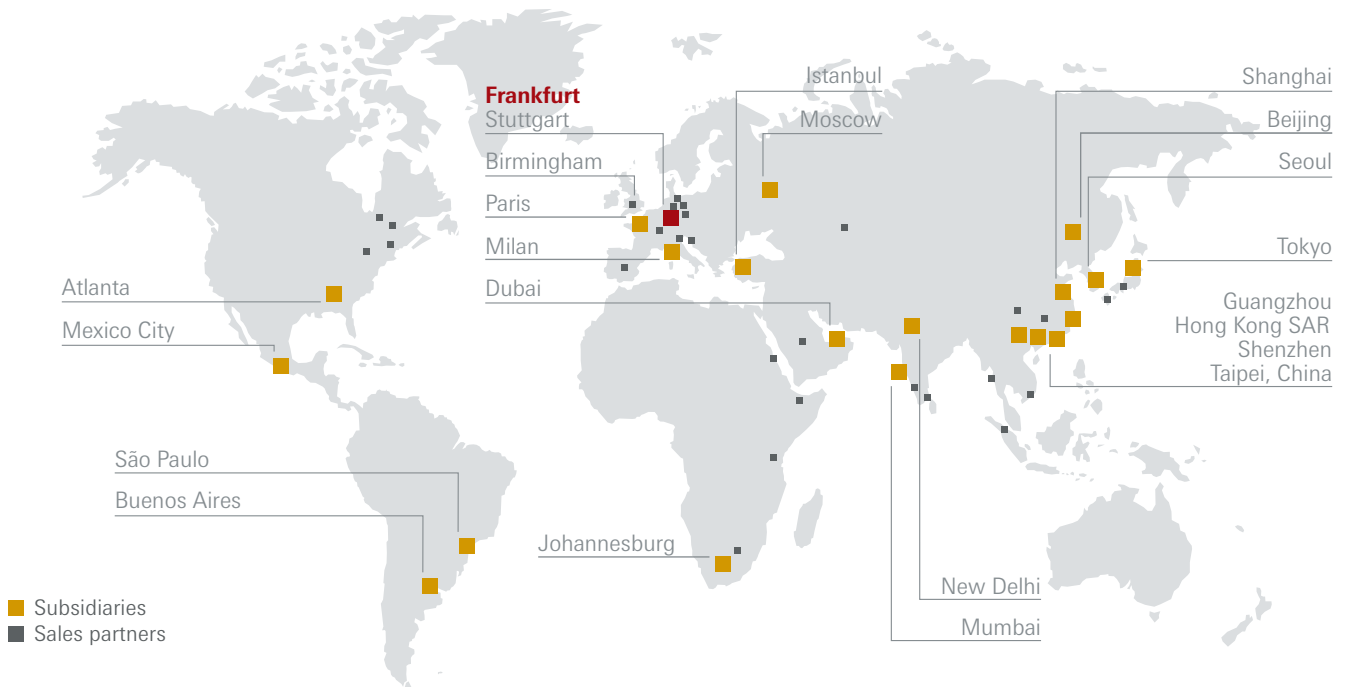 Frankfurt
Stuttgart
Birmingham
Paris
Milan
Dubai
Istanbul
Moscow
Shanghai
Beijing
Seoul
Tokyo
Guangzhou
Hong Kong SAR
Shenzhen
Taipei, China
Atlanta
Mexico City
São Paulo
Buenos Aires
Johannesburg
New Delhi
Mumbai
Subsidiaries
Sales partners